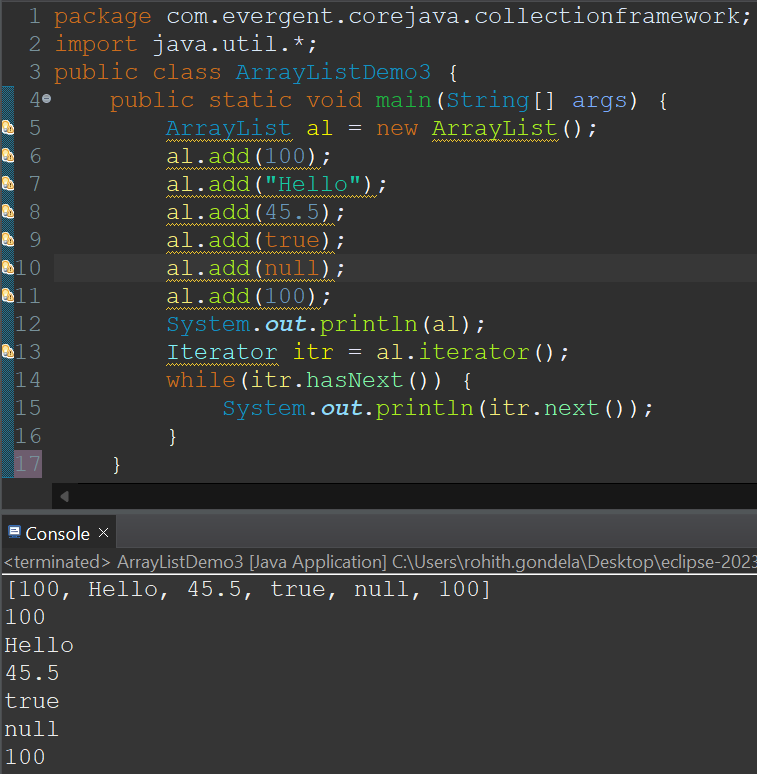 1 package com.evergent.corejava.collectionframework;
2 import java.util.*;
3 public class ArrayListDemo3 {
4     public static void main(String[] args) {
5         ArrayList al = new ArrayList();
6         al.add(100);
7         al.add("Hello");
8         al.add(45.5);
9         al.add(true);
10         al.add(null);
11         al.add(100);
12         System.out.println(al);
13         Iterator itr = al.iterator();
14         while(itr.hasNext()) {
15             System.out.println(itr.next());
16         }
17     }
Console ×
<terminated> ArrayListDemo3 [Java Application] C:\Users\rohith.gondela\Desktop\eclipse-2023
[100, Hello, 45.5, true, null, 100]
100
Hello
45.5
true
null
100